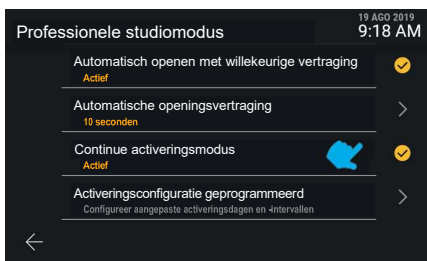 19 AGO 2019
Professionele studiomodus
9:18 AM
Automatisch openen met willekeurige vertraging
Actief
Automatische openingsvertraging
10 seconden
Continue activeringsmodus
Actief
Activeringsconfiguratie geprogrammeerd
Configureer aangepaste activeringsdagen en -intervallen